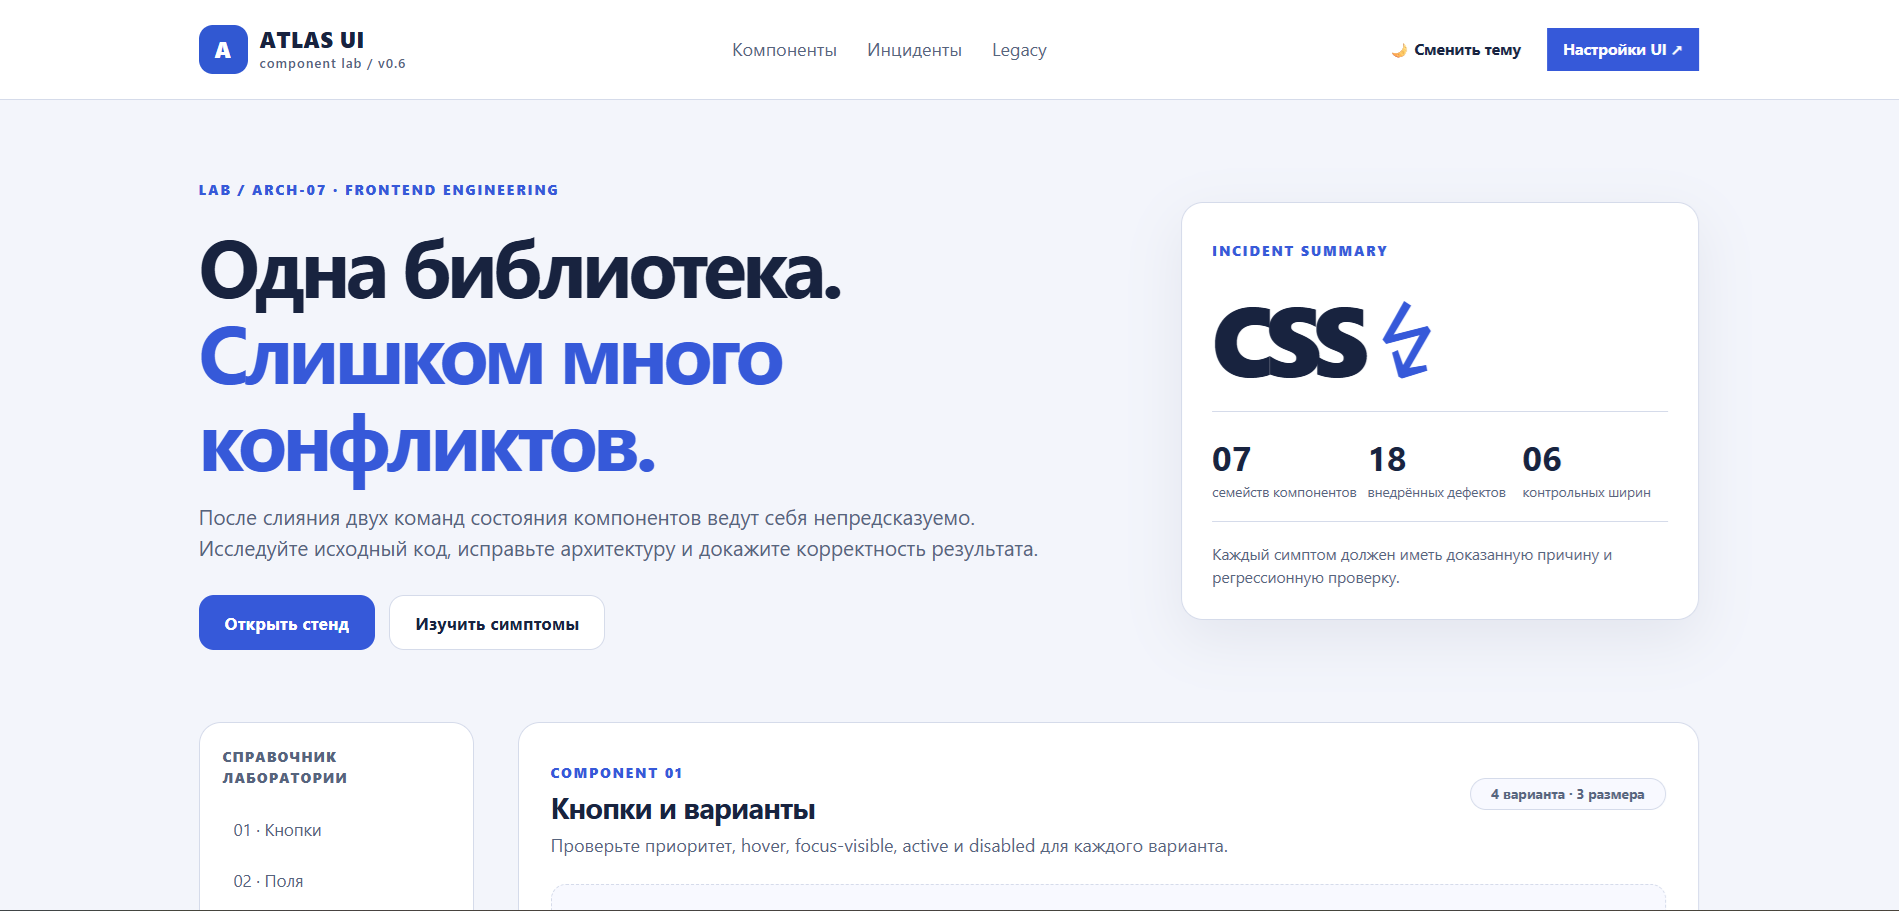 A
ATLAS UI
component lab / v0.6
Компоненты
Инциденты
Legacy
🌙 Сменить тему
Настройки UI ↗
LAB / ARCH-07 · FRONTEND ENGINEERING
Одна библиотека.
Слишком много
конфликтов.
После слияния двух команд состояния компонентов ведут себя непредсказуемо.
Исследуйте исходный код, исправьте архитектуру и докажите корректность результата.
Открыть стенд
Изучить симптомы
INCIDENT SUMMARY
CSS
07
семейств компонентов
18
внедрённых дефектов
06
контрольных ширин
Каждый симптом должен иметь доказанную причину и
регрессионную проверку.
СПРАВОЧНИК
ЛАБОРАТОРИИ
01 · Кнопки
02 · Поля
COMPONENT 01
Кнопки и варианты
Проверьте приоритет, hover, focus-visible, active и disabled для каждого варианта.
4 варианта · 3 размера